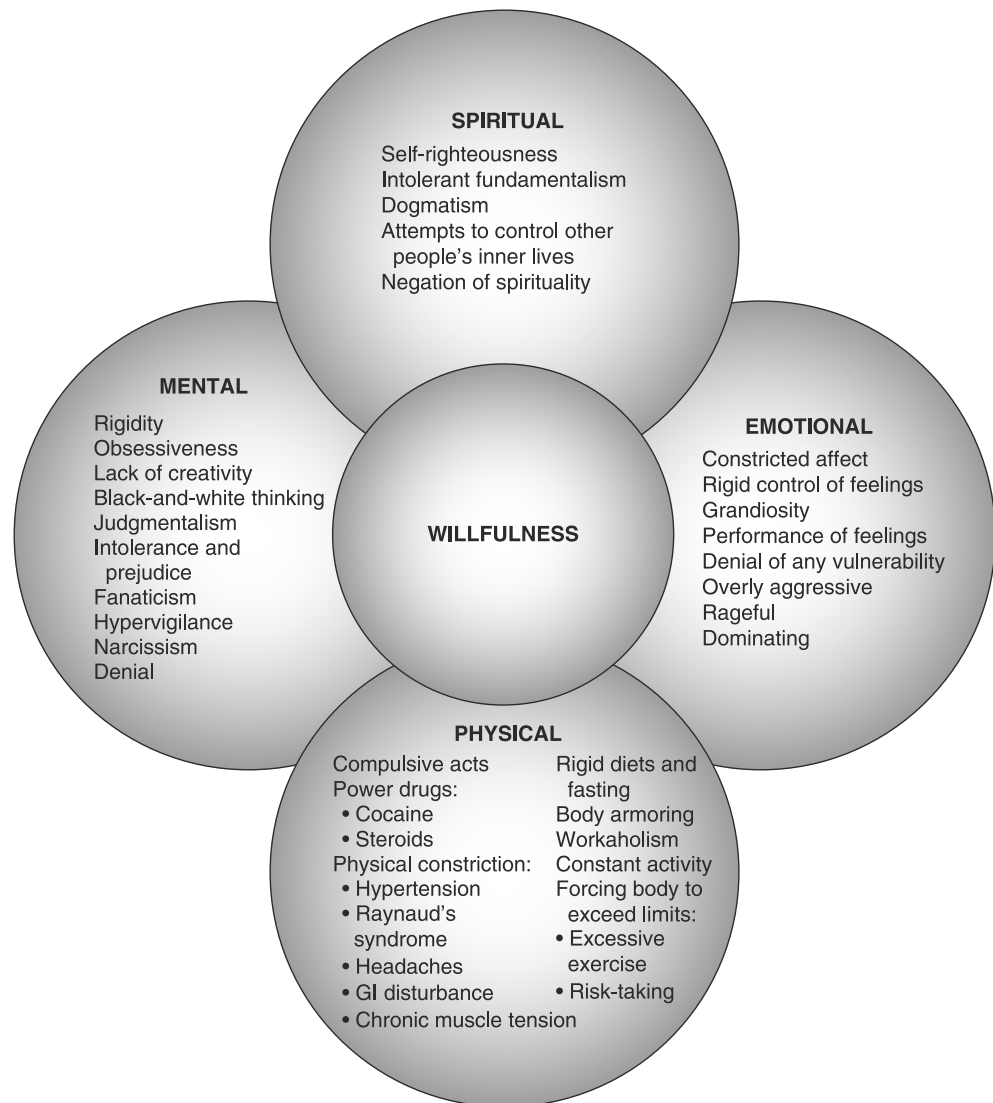 SPIRITUAL
Self-righteousness
Intolerant fundamentalism
Dogmatism
Attempts to control other
people's inner lives
Negation of spirituality
MENTAL
Rigidity
Obsessiveness
Lack of creativity
Black-and-white thinking
Judgmentalism
Intolerance and
prejudice
Fanaticism
Hypervigilance
Narcissism
Denial
WILLFULNESS
EMOTIONAL
Constricted affect
Rigid control of feelings
Grandiosity
Performance of feelings
Denial of any vulnerability
Overly aggressive
Rageful
Dominating
PHYSICAL
Compulsive acts
Power drugs:
• Cocaine
• Steroids
Physical constriction:
• Hypertension
• Raynaud's
syndrome
• Headaches
• GI disturbance
• Chronic muscle tension
Rigid diets and
fasting
Body armoring
Workaholism
Constant activity
Forcing body to
exceed limits:
• Excessive
exercise
• Risk-taking